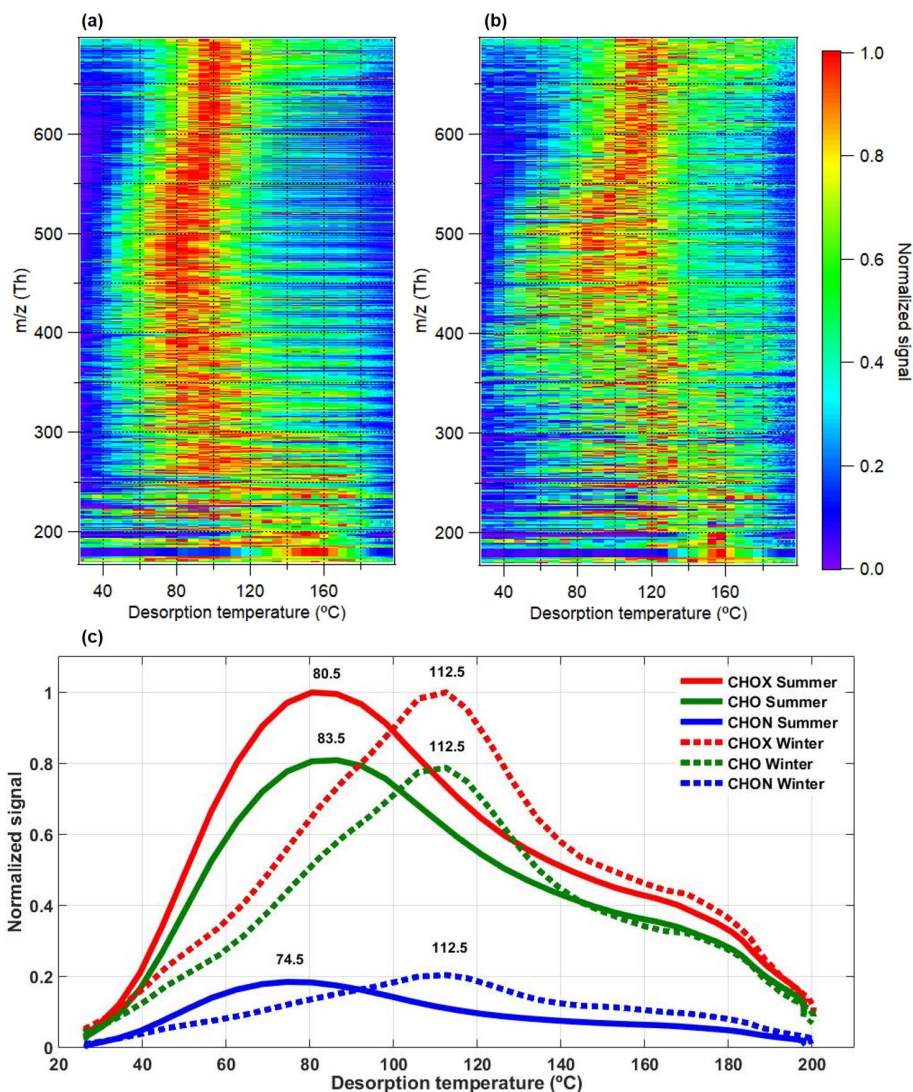 (a)
(b)
600
500
400
300
200
m/z (Th)
40 80 120 160
Desorption temperature (ºC)
600
500
400
300
200
m/z (Th)
40 80 120 160
Desorption temperature (ºC)
1.0
0.8
0.6
0.4
0.2
0.0
Normalized signal
(c)
80.5
112.5
83.5
112.5
74.5
112.5
CHOX Summer
CHO Summer
CHON Summer
CHOX Winter
CHO Winter
CHON Winter
1
0.8
0.6
0.4
0.2
0
Normalized signal
20 40 60 80 100 120 140 160 180 200
Desorption temperature (ºC)